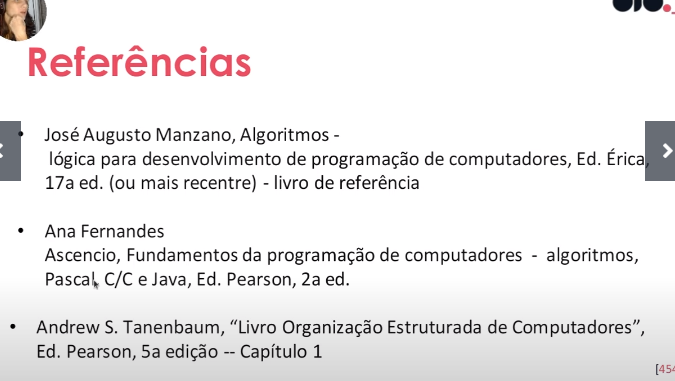 Referências
• José Augusto Manzano, Algoritmos -
lógica para desenvolvimento de programação de computadores, Ed. Érica,
17a ed. (ou mais recentre) - livro de referência
• Ana Fernandes
Ascencio, Fundamentos da programação de computadores - algoritmos,
Pascal, C/C e Java, Ed. Pearson, 2a ed.
• Andrew S. Tanenbaum, “Livro Organização Estruturada de Computadores”,
Ed. Pearson, 5a edição -- Capítulo 1
[454